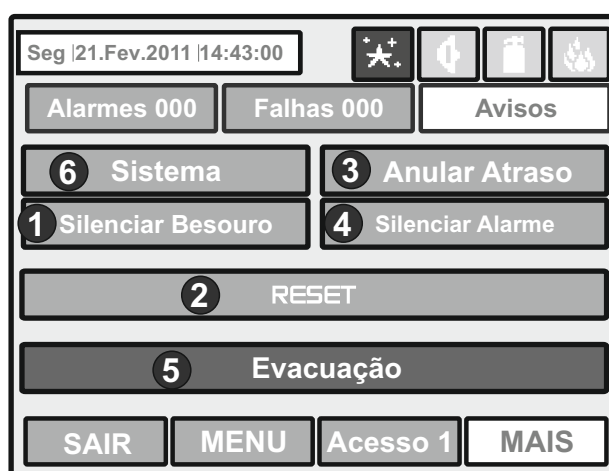 Seg |21.Fev.2011 |14:43:00
Alarmes 000 Falhas 000 Avisos
6 Sistema 3 Anular Atraso
1 Silenciar Besouro 4 Silenciar Alarme
2 RESET
5 Evacuação
SAIR MENU Acesso 1 MAIS